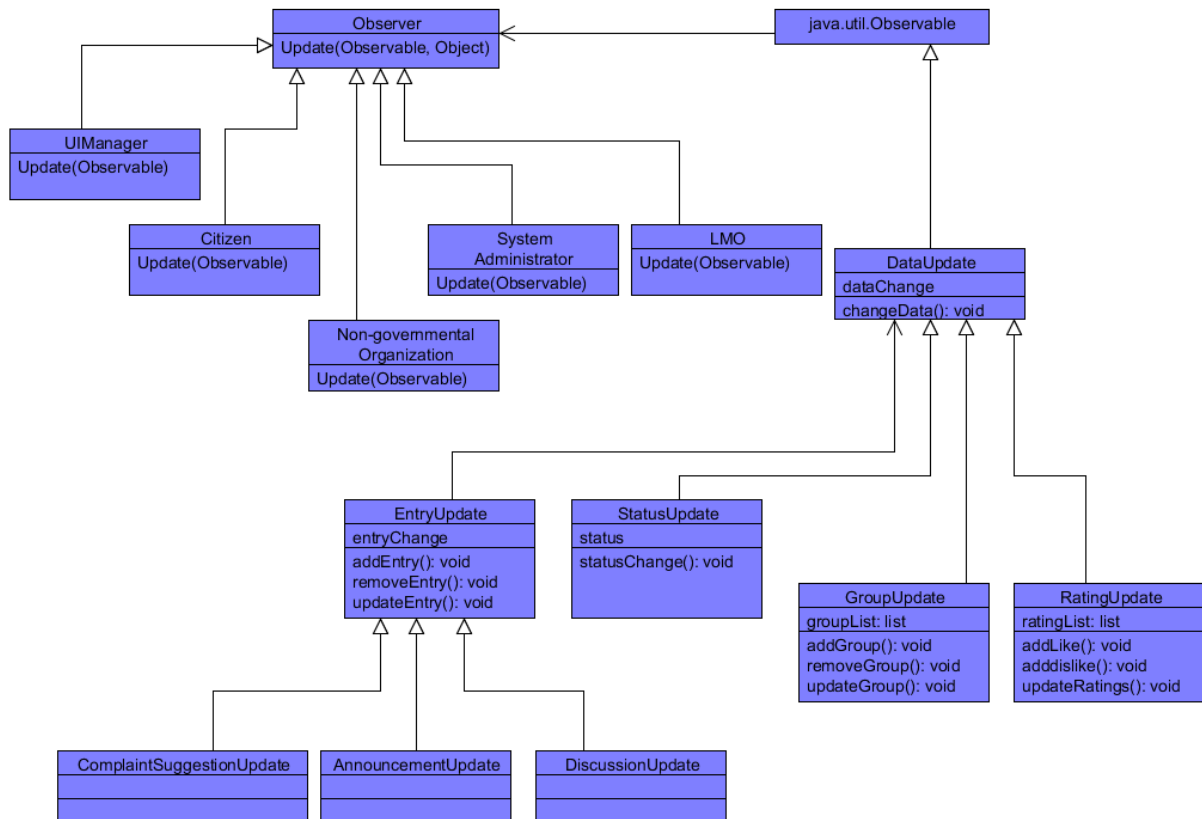 Observer
Update(Observable, Object)
java.util.Observable
UIManager
Update(Observable)
Citizen
Update(Observable)
System
Administrator
Update(Observable)
LMO
Update(Observable)
Non-governmental
Organization
Update(Observable)
DataUpdate
dataChange
changeData(): void
EntryUpdate
entryChange
addEntry(): void
removeEntry(): void
updateEntry(): void
StatusUpdate
status
statusChange(): void
GroupUpdate
groupList: list
addGroup(): void
removeGroup(): void
updateGroup(): void
RatingUpdate
ratingList: list
addLike(): void
adddislike(): void
updateRatings(): void
ComplaintSuggestionUpdate
AnnouncementUpdate
DiscussionUpdate